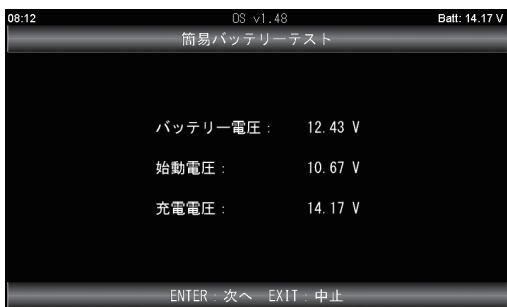 08:12 OS v1.48 Batt: 14.17 V
簡易バッテリーテスト
バッテリー電圧: 12.43 V
始動電圧: 10.67 V
充電電圧: 14.17 V
ENTER:次へ EXIT:中止